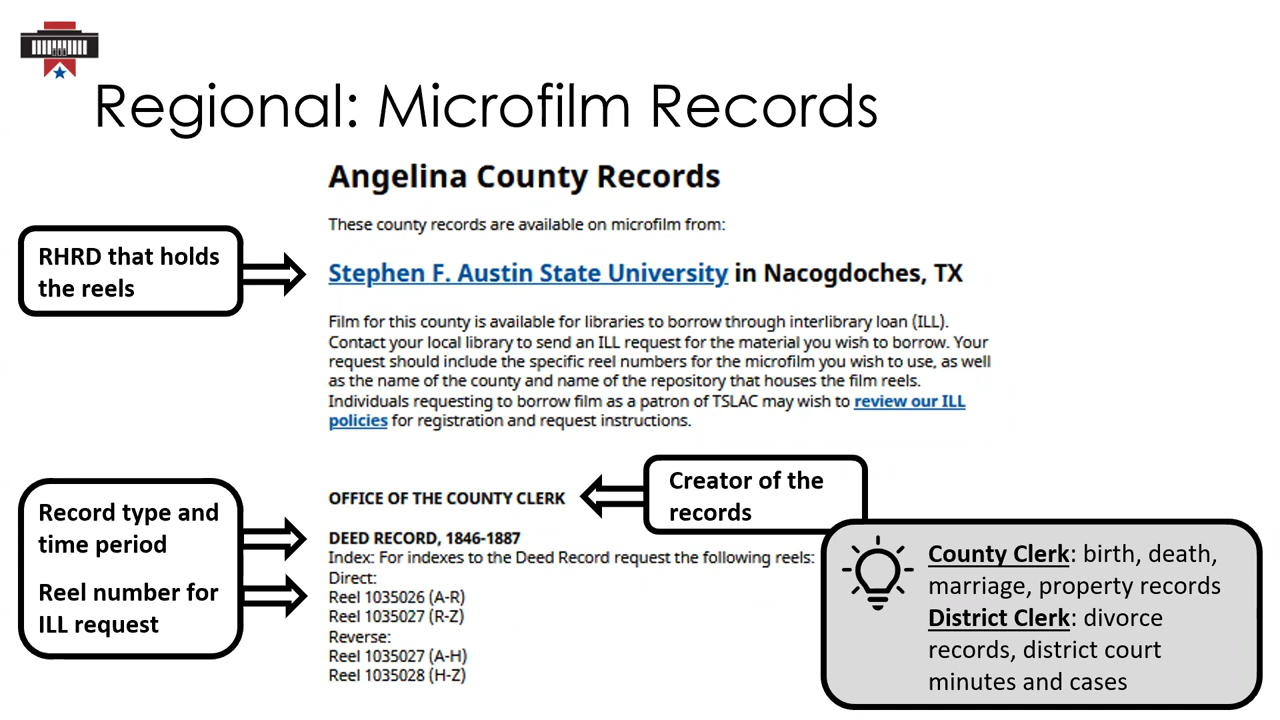 Regional: Microfilm Records
Angelina County Records
These county records are available on microfilm from:
RHRD that holds
the reels
Stephen F. Austin State University in Nacogdoches, TX
Film for this county is available for libraries to borrow through interlibrary loan (ILL).
Contact your local library to send an ILL request for the material you wish to borrow. Your
request should include the specific reel numbers for the microfilm you wish to use, as well
as the name of the county and name of the repository that houses the film reels.
Individuals requesting to borrow film as a patron of TSLAC may wish to review our ILL
policies for registration and request instructions.
Creator of the
records
OFFICE OF THE COUNTY CLERK
Record type and
time period
Reel number for
ILL request
DEED RECORD, 1846-1887
Index: For indexes to the Deed Record request the following reels:
Direct:
Reel 1035026 (A-R)
Reel 1035027 (R-Z)
Reverse:
Reel 1035027 (A-H)
Reel 1035028 (H-Z)
County Clerk: birth, death,
marriage, property records
District Clerk: divorce
records, district court
minutes and cases